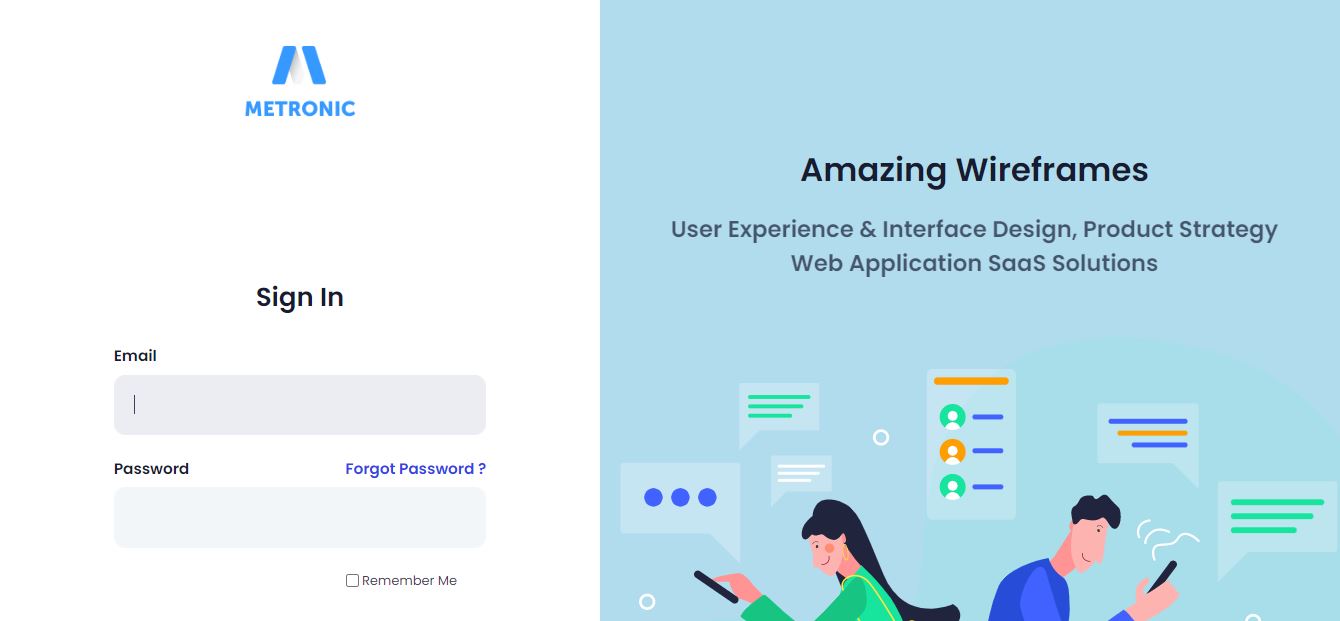 METRONIC
Sign In
Email
Password
Forgot Password ?
Remember Me
Amazing Wireframes
User Experience & Interface Design, Product Strategy
Web Application SaaS Solutions